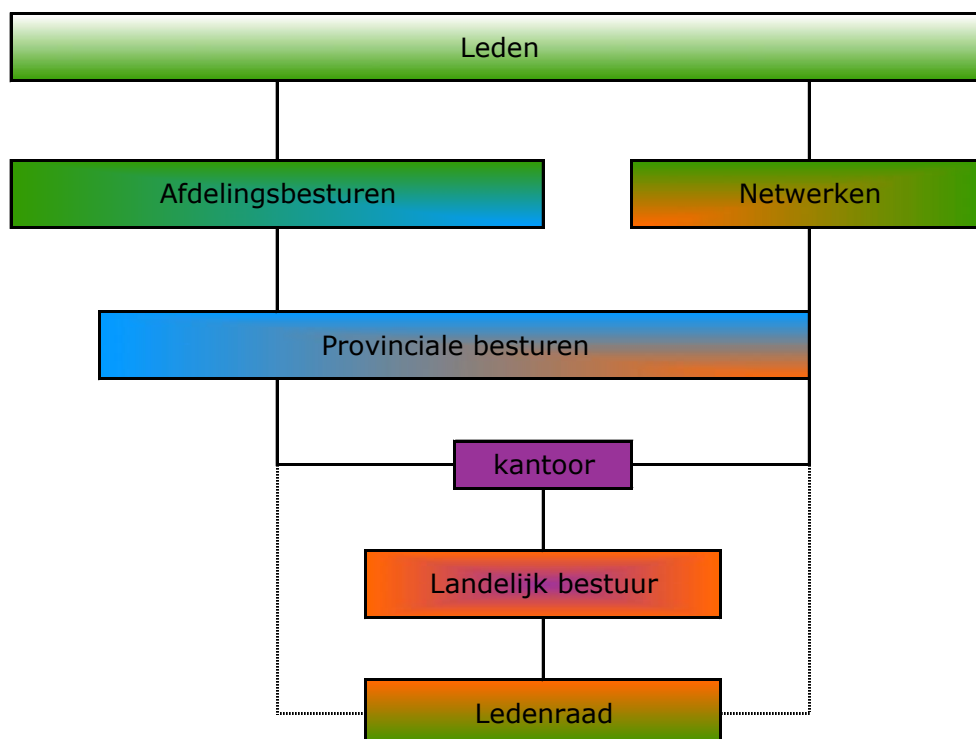 Leden
Afdelingsbesturen
Netwerken
Provinciale besturen
kantoor
Landelijk bestuur
Ledenraad